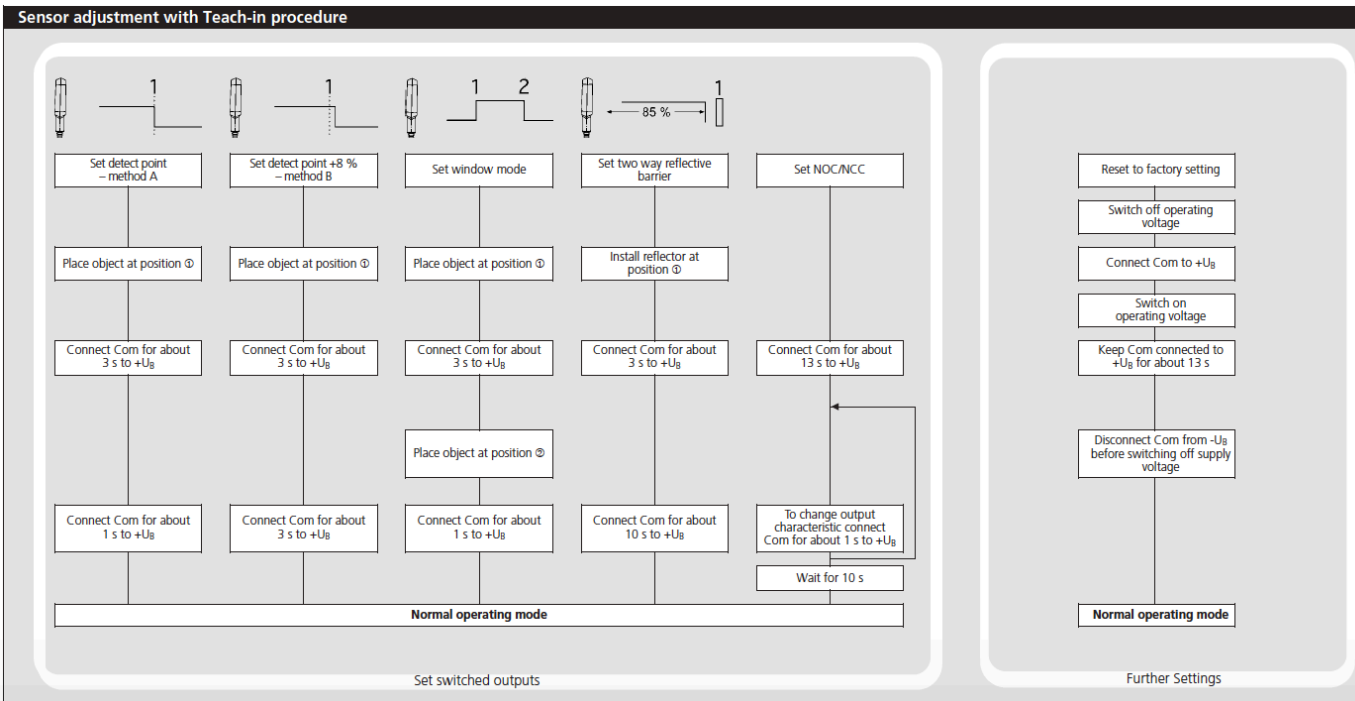 Sensor adjustment with Teach-in procedure
1
1
1 2
85 %
1
Set detect point
– method A
Place object at position ①
Connect Com for about
3 s to +UB
Connect Com for about
1 s to +UB
Set detect point +8 %
– method B
Place object at position ①
Connect Com for about
3 s to +UB
Connect Com for about
3 s to +UB
Set window mode
Place object at position ①
Connect Com for about
3 s to +UB
Place object at position ②
Connect Com for about
1 s to +UB
Set two way reflective
barrier
Install reflector at
position ①
Connect Com for about
3 s to +UB
Connect Com for about
10 s to +UB
Set NOC/NCC
Connect Com for about
13 s to +UB
To change output
characteristic connect
Com for about 1 s to +UB
Wait for 10 s
Normal operating mode
Set switched outputs
Reset to factory setting
Switch off operating
voltage
Connect Com to +UB
Switch on
operating voltage
Keep Com connected to
+UB for about 13 s
Disconnect Com from -UB
before switching off supply
voltage
Normal operating mode
Further Settings